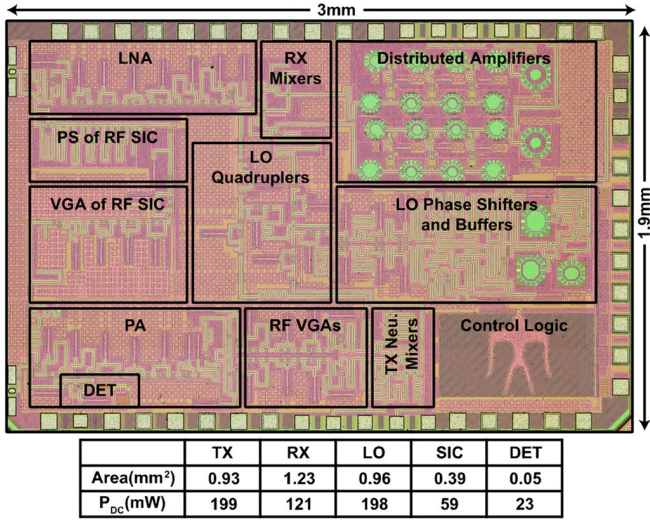 3mm
LNA
RX
Mixers
Distributed Amplifiers
PS of RF SIC
LO
Quadruplers
VGA of RF SIC
LO Phase Shifters
and Buffers
1.9mm
PA
RF VGAs
TX Neu.
Mixers
Control Logic
DET
TX RX LO SIC DET
Area(mm²) 0.93 1.23 0.96 0.39 0.05
P_DC(mW) 199 121 198 59 23